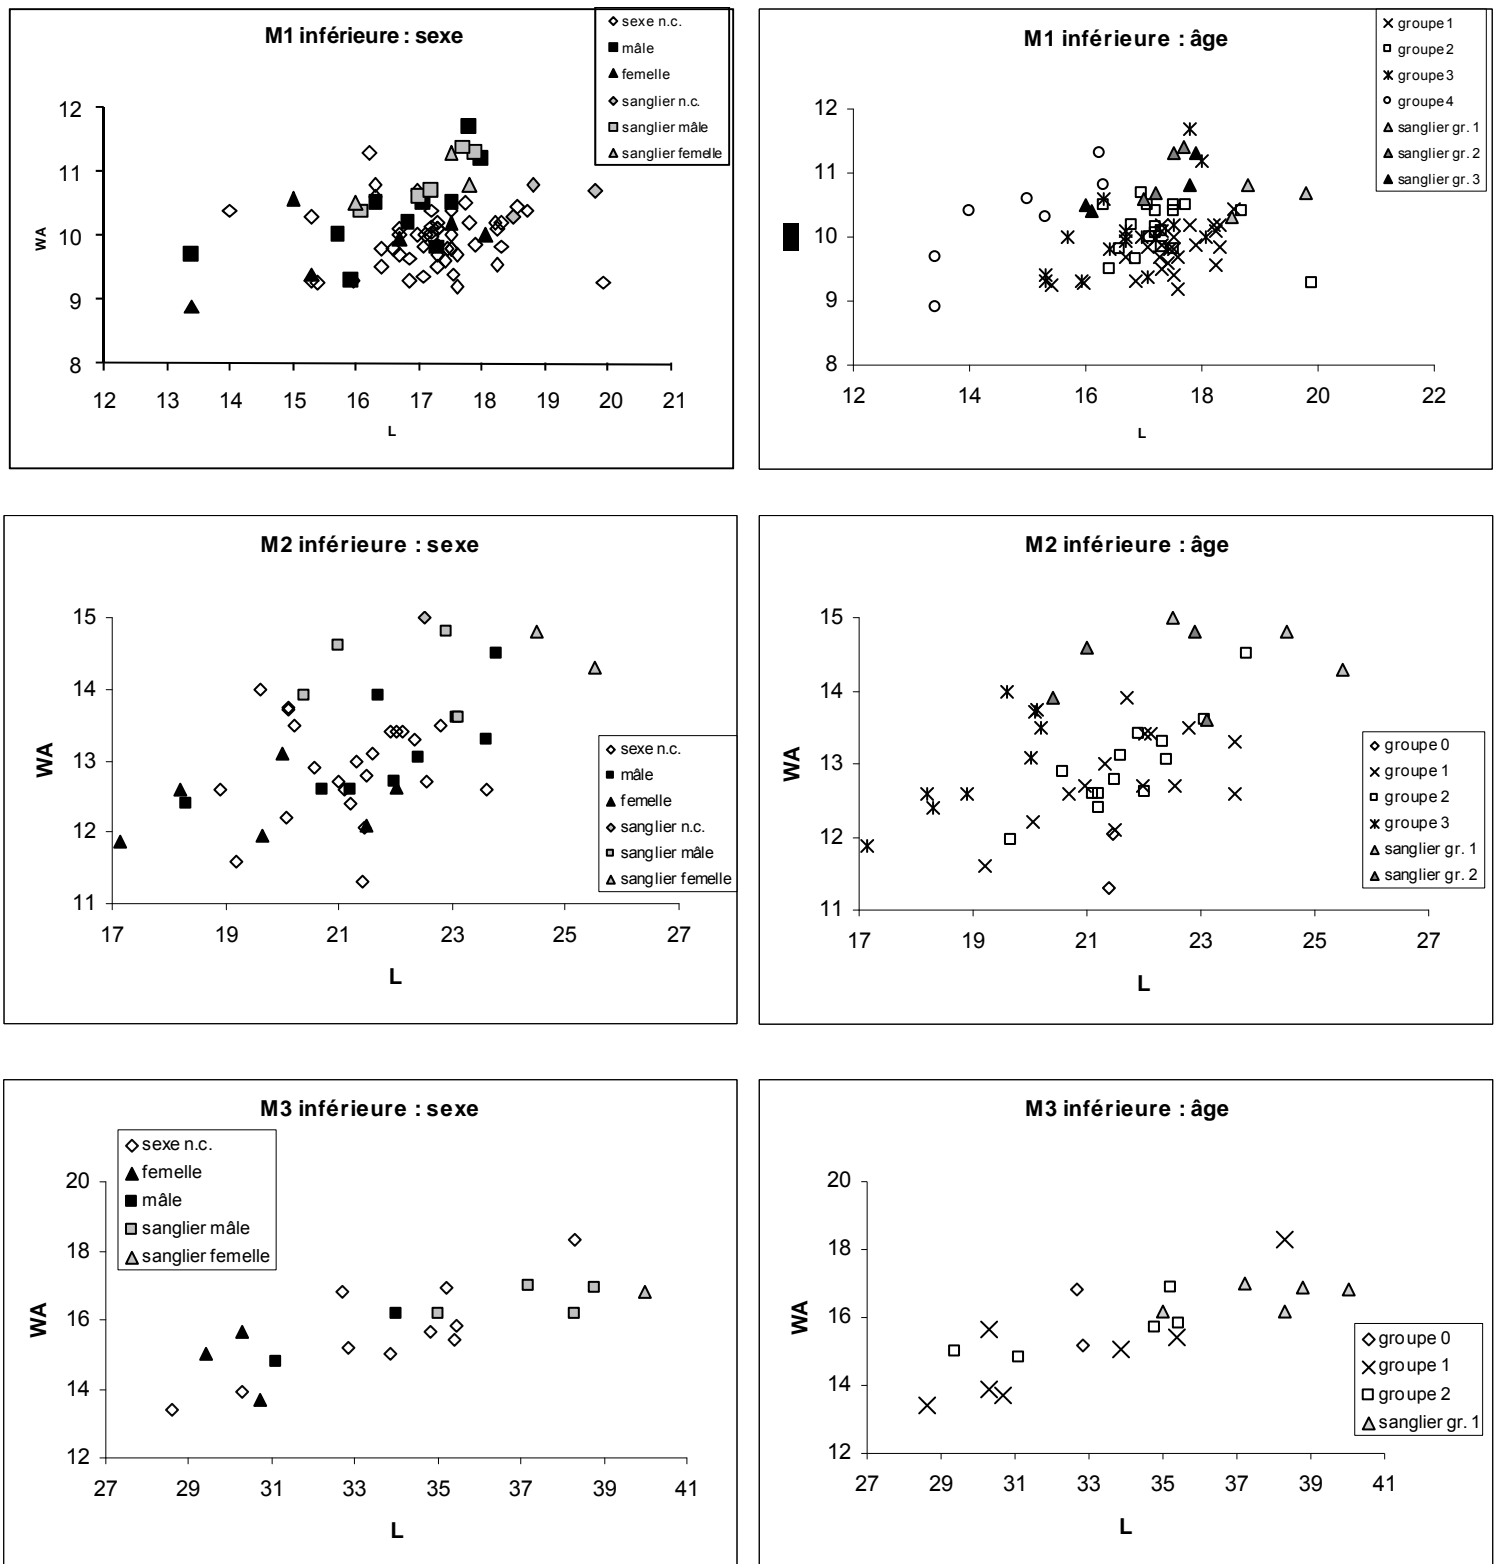 M1 inférieure : sexe
sexe n.c.
mâle
femelle
sanglier n.c.
sanglier mâle
sanglier femelle
12
11
10
9
8
WA
12 13 14 15 16 17 18 19 20 21
L
M1 inférieure : âge
groupe 1
groupe 2
groupe 3
groupe 4
sanglier gr. 1
sanglier gr. 2
sanglier gr. 3
12
11
10
9
8
12 14 16 18 20 22
L
M2 inférieure : sexe
15
14
13
12
11
WA
sexe n.c.
mâle
femelle
sanglier n.c.
sanglier mâle
sanglier femelle
17 19 21 23 25 27
L
M2 inférieure : âge
15
14
13
12
11
WA
groupe 0
groupe 1
groupe 2
groupe 3
sanglier gr. 1
sanglier gr. 2
17 19 21 23 25 27
L
M3 inférieure : sexe
sexe n.c.
femelle
mâle
sanglier mâle
sanglier femelle
20
18
16
14
12
WA
27 29 31 33 35 37 39 41
L
M3 inférieure : âge
20
18
16
14
12
WA
groupe 0
groupe 1
groupe 2
sanglier gr. 1
27 29 31 33 35 37 39 41
L